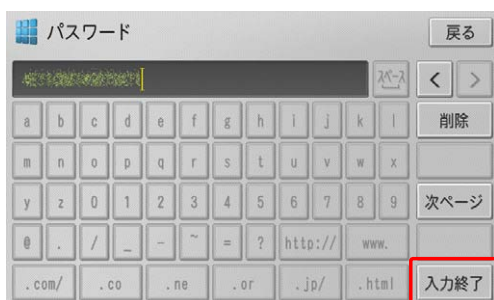 パスワード 戻る
スペース < >
a b c d e f g h i j k l 削除
m n o p q r s t u v w x
y z 0 1 2 3 4 5 6 7 8 9 次ページ
@ . / _ - ~ = ? http:// www.
.com/ .co .ne .or .jp/ .html 入力終了